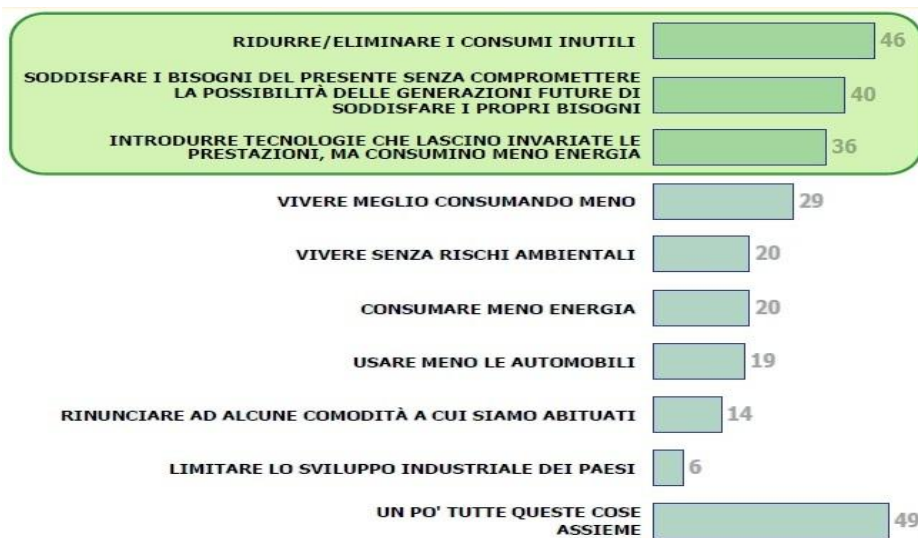 RIDURRE/ELIMINARE I CONSUMI INUTILI 46
SODDISFARE I BISOGNI DEL PRESENTE SENZA COMPROMETTERE
LA POSSIBILITÀ DELLE GENERAZIONI FUTURE DI
SODDISFARE I PROPRI BISOGNI
40
INTRODURRE TECNOLOGIE CHE LASCINO INVARIATE LE
PRESTAZIONI, MA CONSUMINO MENO ENERGIA
36
VIVERE MEGLIO CONSUMANDO MENO 29
VIVERE SENZA RISCHI AMBIENTALI 20
CONSUMARE MENO ENERGIA 20
USARE MENO LE AUTOMOBILI 19
RINUNCIARE AD ALCUNE COMODITÀ A CUI SIAMO ABITUATI 14
LIMITARE LO SVILUPPO INDUSTRIALE DEI PAESI 6
UN PO' TUTTE QUESTE COSE
ASSIEME
49